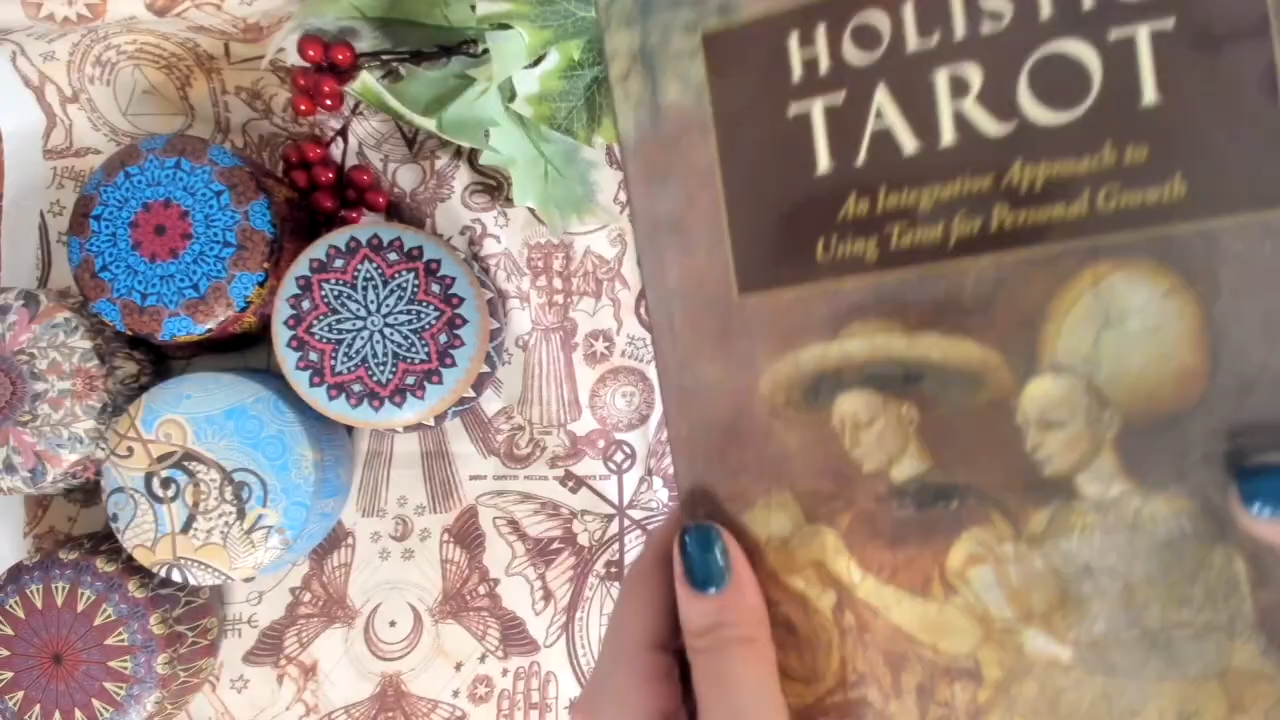 HOLISTIC
TAROT
An Integrative Approach to
Using Tarot for Personal Growth